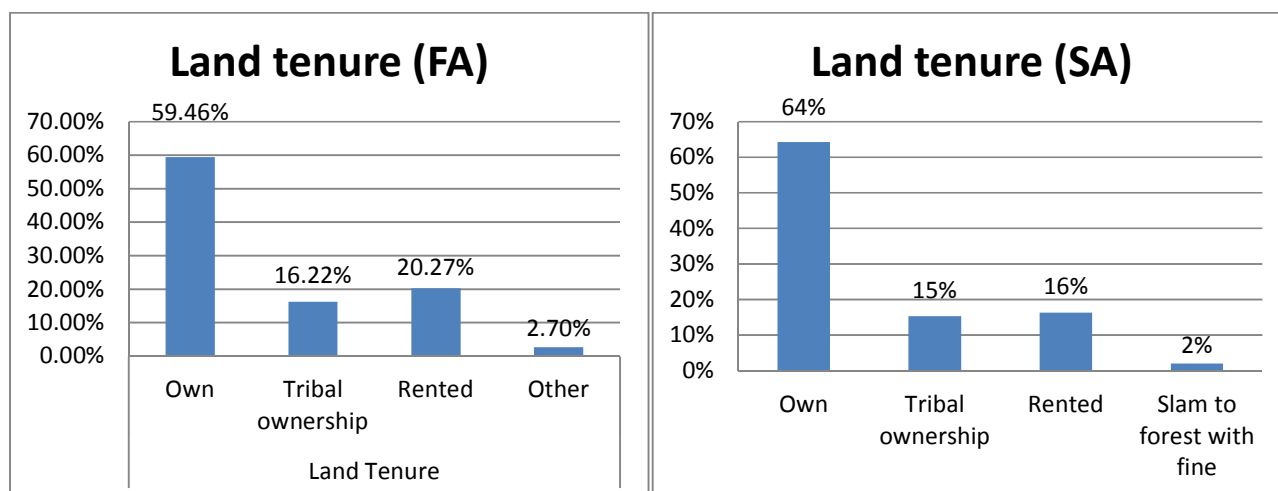 Land tenure (FA)
59.46%
70.00%
60.00%
50.00%
40.00%
30.00%
20.00%
10.00%
0.00%
16.22%
20.27%
2.70%
Own
Tribal
ownership
Rented
Other
Land Tenure
Land tenure (SA)
64%
70%
60%
50%
40%
30%
20%
10%
0%
15%
16%
2%
Own
Tribal
ownership
Rented
Slam to
forest with
fine